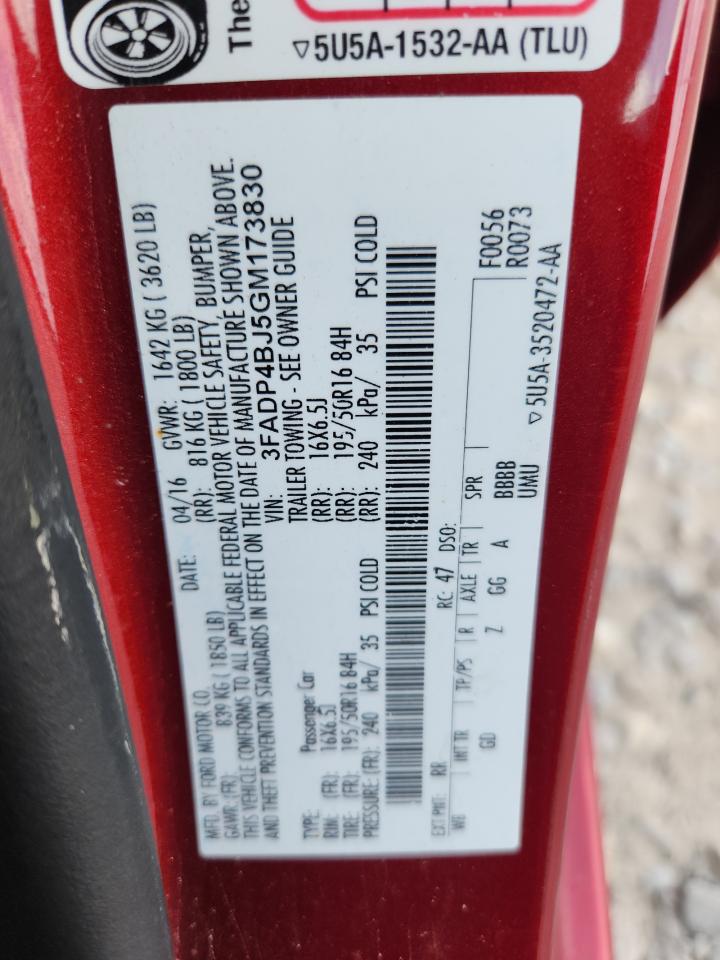 The
▽5U5A-1532-AA (TLU)
MFD. BY FORD MOTOR CO.
DATE: 04/16 GVWR: 1642 KG ( 3620 LB)
GAWR: (FR): 839 KG ( 1850 LB) (RR): 816 KG ( 1800 LB)
THIS VEHICLE CONFORMS TO ALL APPLICABLE FEDERAL MOTOR VEHICLE SAFETY, BUMPER,
AND THEFT PREVENTION STANDARDS IN EFFECT ON THE DATE OF MANUFACTURE SHOWN ABOVE.
VIN: 3FADP4BJ5GM173830
TYPE: Passenger Car TRAILER TOWING - SEE OWNER GUIDE
RIM: (FR): 16X6.5J (RR): 16X6.5J
TIRE: (FR): 195/50R16 84H (RR): 195/50R16 84H
PRESSURE: (FR): 240 kPa/ 35 PSI COLD (RR): 240 kPa/ 35 PSI COLD
EXT PNT: RR RC: 47 DSO:
WB INT TR TP/PS R AXLE TR SPR F0056
GD Z GG A BBBB R0073
UMU
▽5U5A-3520472-AA